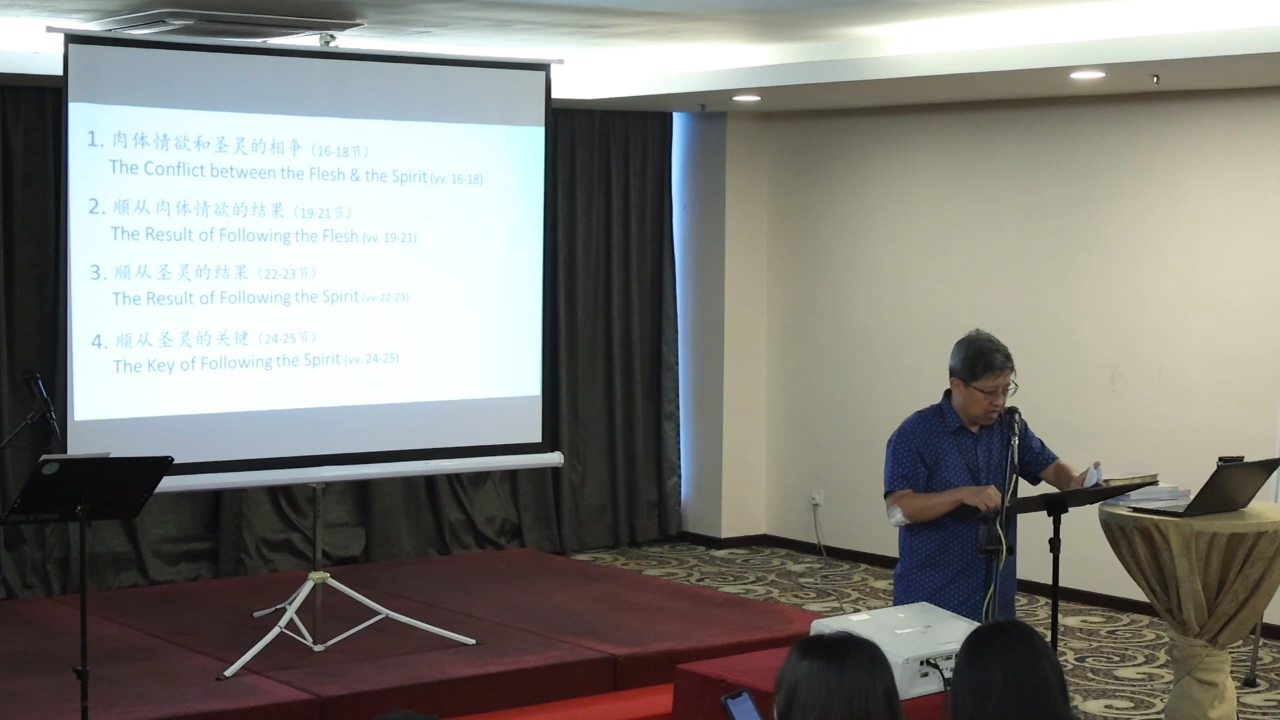 1. 肉体情欲和圣灵的相争（16-18节）
The Conflict between the Flesh & the Spirit (vv. 16-18)
2. 顺从肉体情欲的结果（19-21节）
The Result of Following the Flesh (vv. 19-21)
3. 顺从圣灵的结果（22-23节）
The Result of Following the Spirit (vv. 22-23)
4. 顺从圣灵的关键（24-25节）
The Key of Following the Spirit (vv. 24-25)